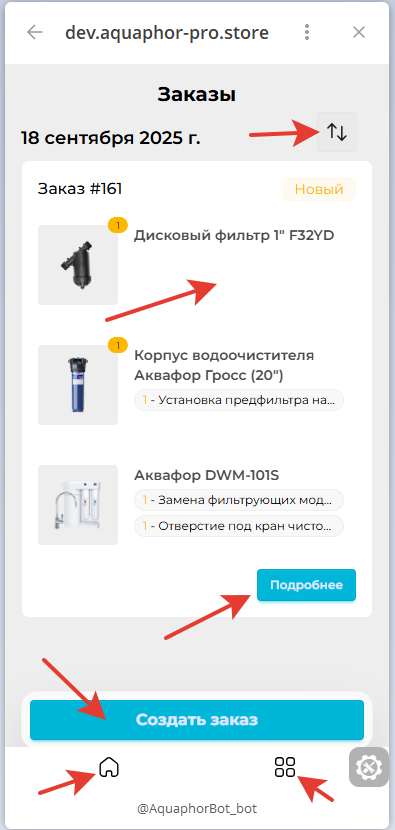 dev.aquaphor-pro.store
Заказы
18 сентября 2025 г.
Заказ #161
Новый
1
Дисковый фильтр 1" F32YD
1
Корпус водоочистителя
Аквафор Гросс (20")
1 - Установка предфильтра на...
Аквафор DWM-101S
1 - Замена фильтрующих мод...
1 - Отверстие под кран чисто...
Подробнее
Создать заказ
@AquaphorBot_bot